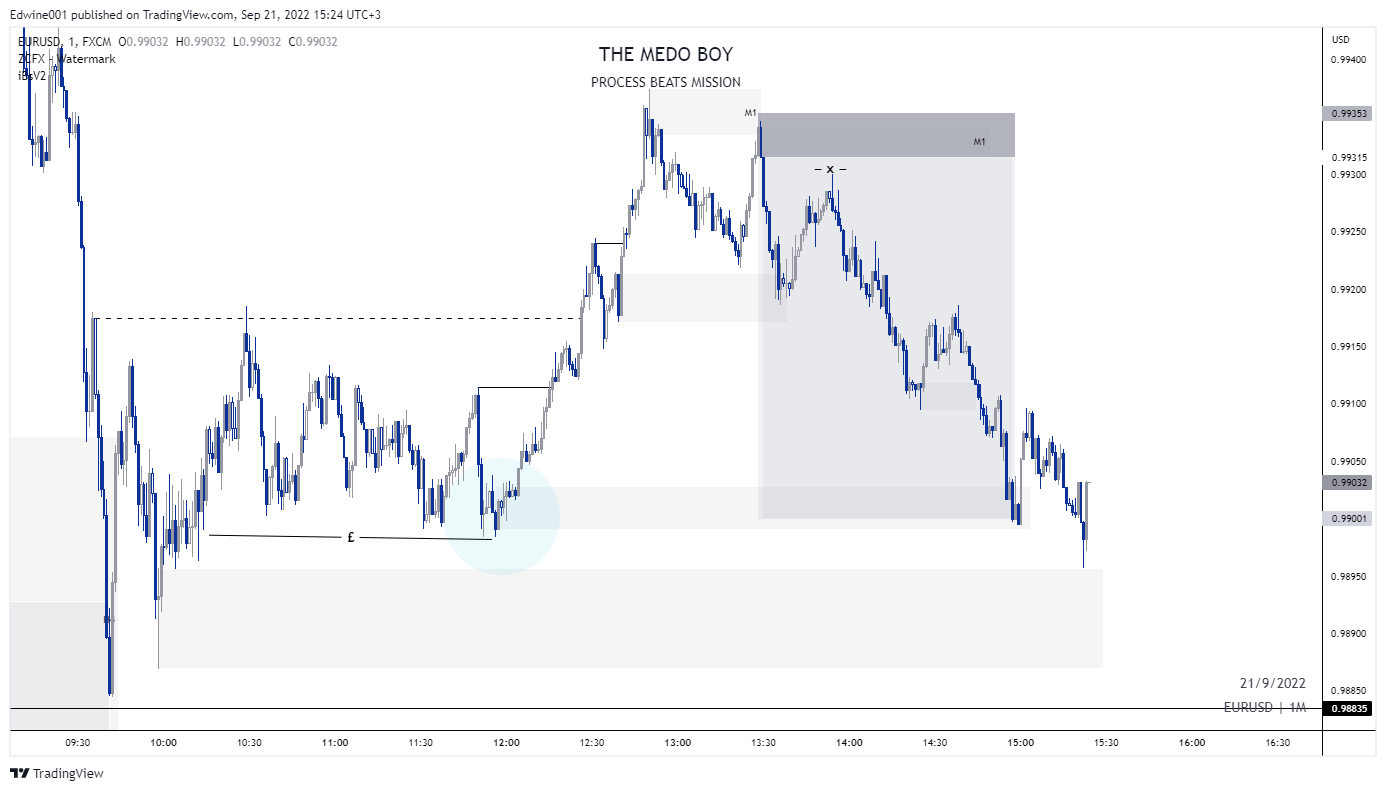 Edwine001 published on TradingView.com, Sep 21, 2022 15:24 UTC+3
EURUSD, 1, FXCM O0.99032 H0.99032 L0.99032 C0.99032
ZCFX - Watermark
THE MEDO BOY
PROCESS BEATS MISSION
M1
M1
– x –
£
USD
0.99400
0.99353
0.99315
0.99300
0.99250
0.99200
0.99150
0.99100
0.99050
0.99032
0.99001
0.98950
0.98900
0.98850
0.98835
21/9/2022
EURUSD | 1M
09:30 10:00 10:30 11:00 11:30 12:00 12:30 13:00 13:30 14:00 14:30 15:00 15:30 16:00 16:30
TradingView